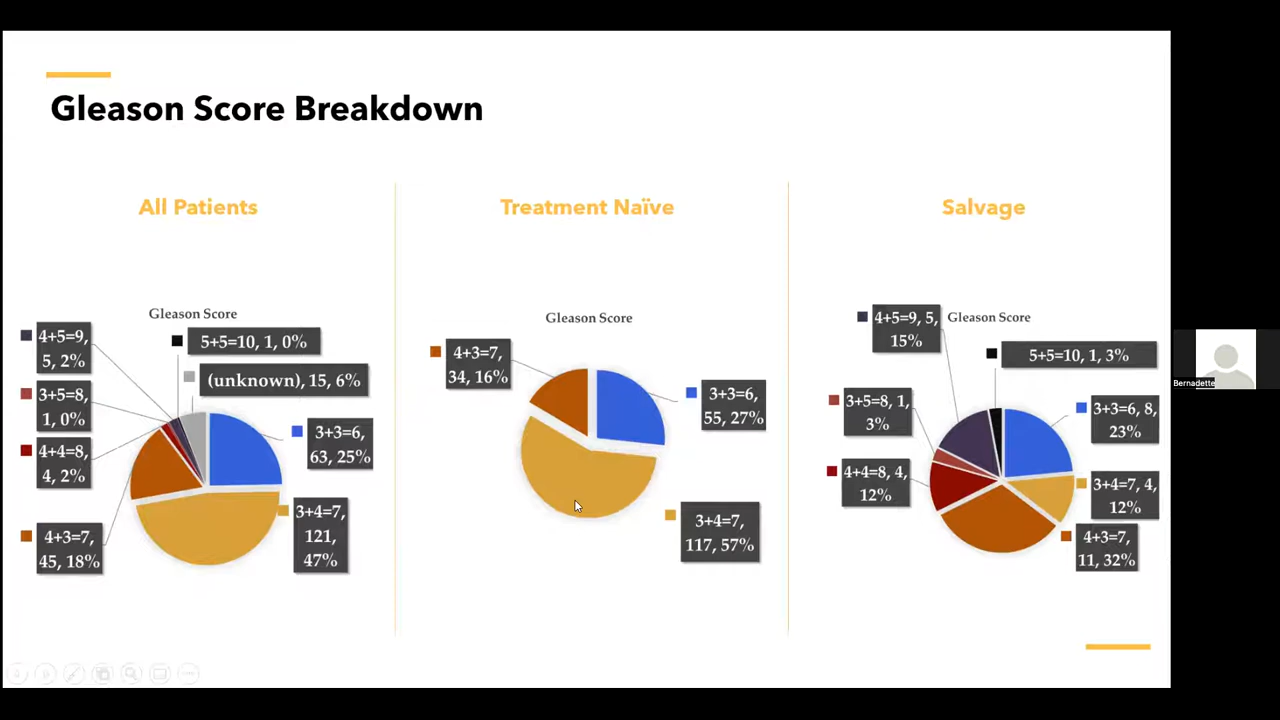 Gleason Score Breakdown
All Patients
Gleason Score
4+5=9,
5, 2%
5+5=10, 1, 0%
(unknown), 15, 6%
3+5=8,
1, 0%
4+4=8,
4, 2%
3+3=6,
63, 25%
3+4=7,
121,
47%
4+3=7,
45, 18%
Treatment Naïve
Gleason Score
4+3=7,
34, 16%
3+3=6,
55, 27%
3+4=7,
117, 57%
Salvage
4+5=9, 5,
15%
Gleason Score
5+5=10, 1, 3%
3+5=8, 1,
3%
3+3=6, 8,
23%
4+4=8, 4,
12%
3+4=7, 4,
12%
4+3=7,
11, 32%
Bernadette